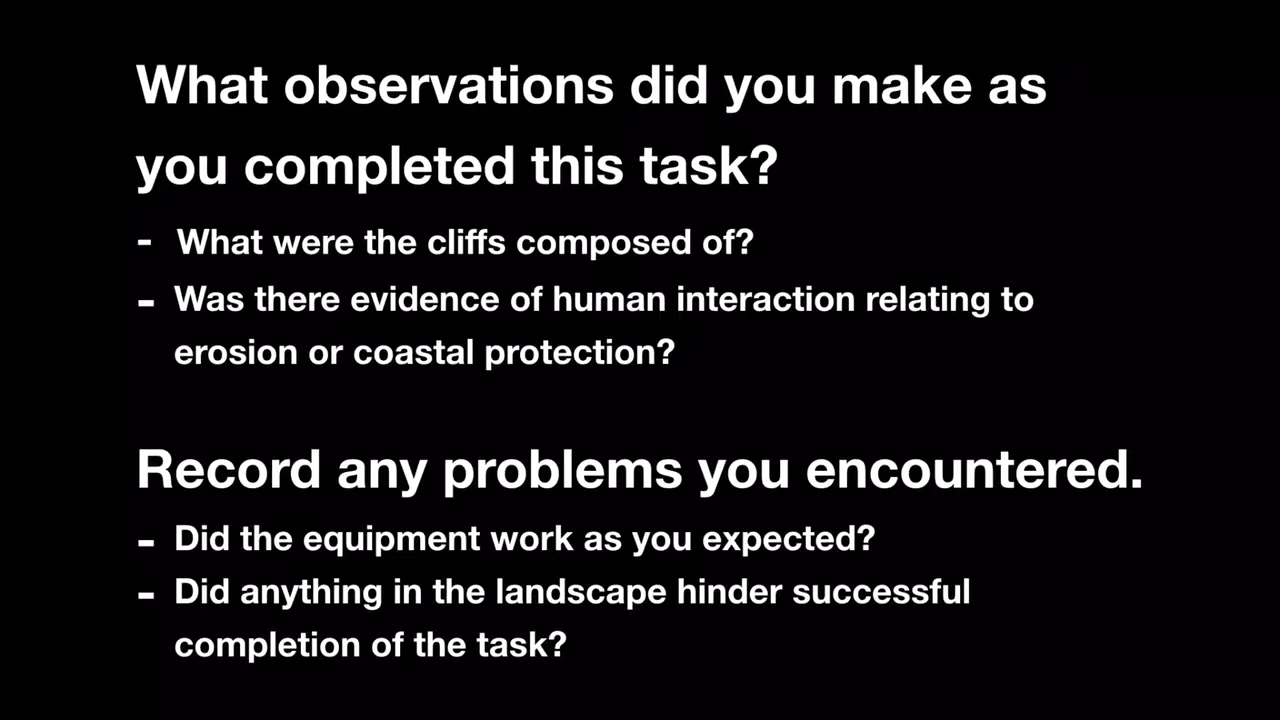 What observations did you make as
you completed this task?
- What were the cliffs composed of?
- Was there evidence of human interaction relating to
erosion or coastal protection?
Record any problems you encountered.
- Did the equipment work as you expected?
- Did anything in the landscape hinder successful
completion of the task?